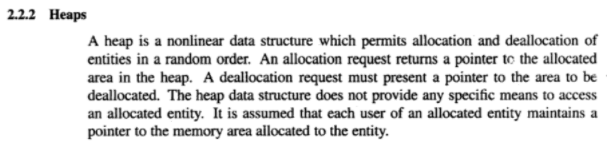 2.2.2 Heaps
A heap is a nonlinear data structure which permits allocation and deallocation of
entities in a random order. An allocation request returns a pointer to the allocated
area in the heap. A deallocation request must present a pointer to the area to be
deallocated. The heap data structure does not provide any specific means to access
an allocated entity. It is assumed that each user of an allocated entity maintains a
pointer to the memory area allocated to the entity.